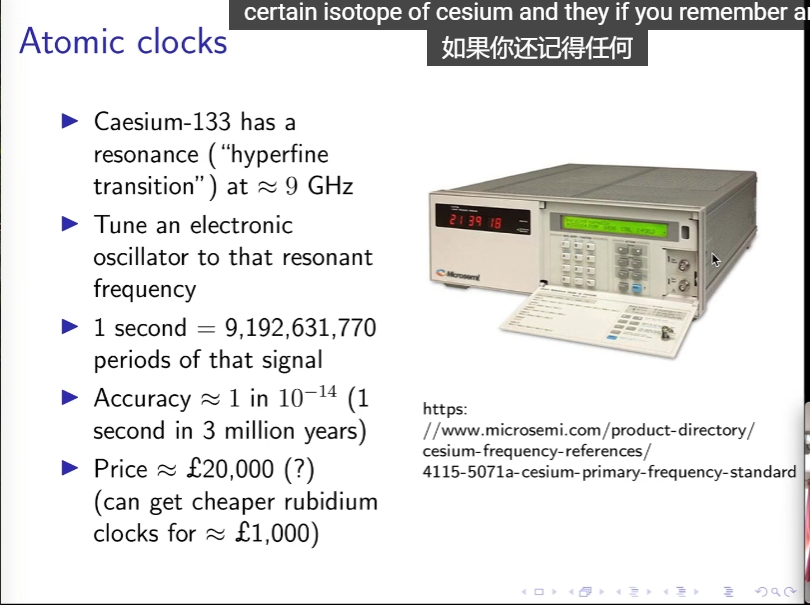 certain isotope of cesium and they if you remember
如果你还记得任何
Atomic clocks
Caesium-133 has a
resonance (“hyperfine
transition”) at ≈ 9 GHz
Tune an electronic
oscillator to that resonant
frequency
1 second = 9,192,631,770
periods of that signal
Accuracy ≈ 1 in 10⁻¹⁴ (1
second in 3 million years)
Price ≈ £20,000 (?)
(can get cheaper rubidium
clocks for ≈ £1,000)
21 39 18
Microsemi
https:
//www.microsemi.com/product-directory/
cesium-frequency-references/
4115-5071a-cesium-primary-frequency-standard